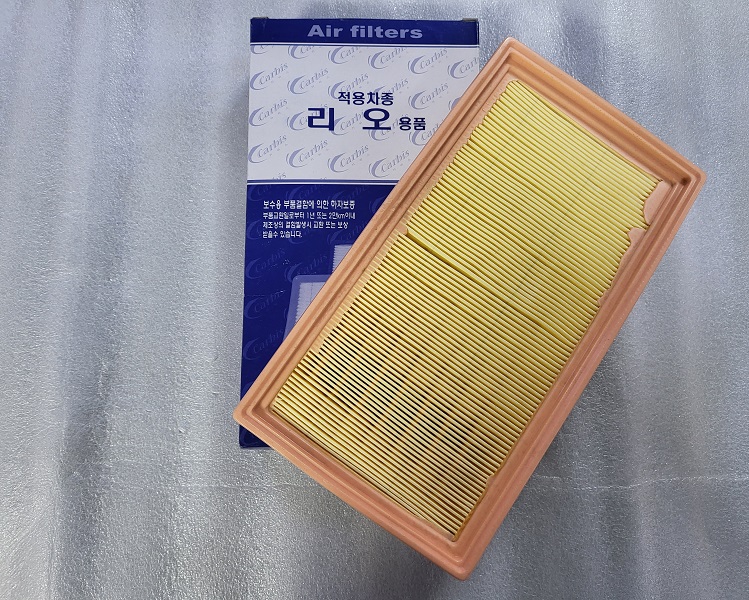 Air filters
Carbis
적용차종
리 오 용품
보수용 부품결함에 의한 하자보증
부품교환일로부터 1년 또는 2만km이내
제조상의 결함발생시 교환 또는 보상
받을수 있습니다.